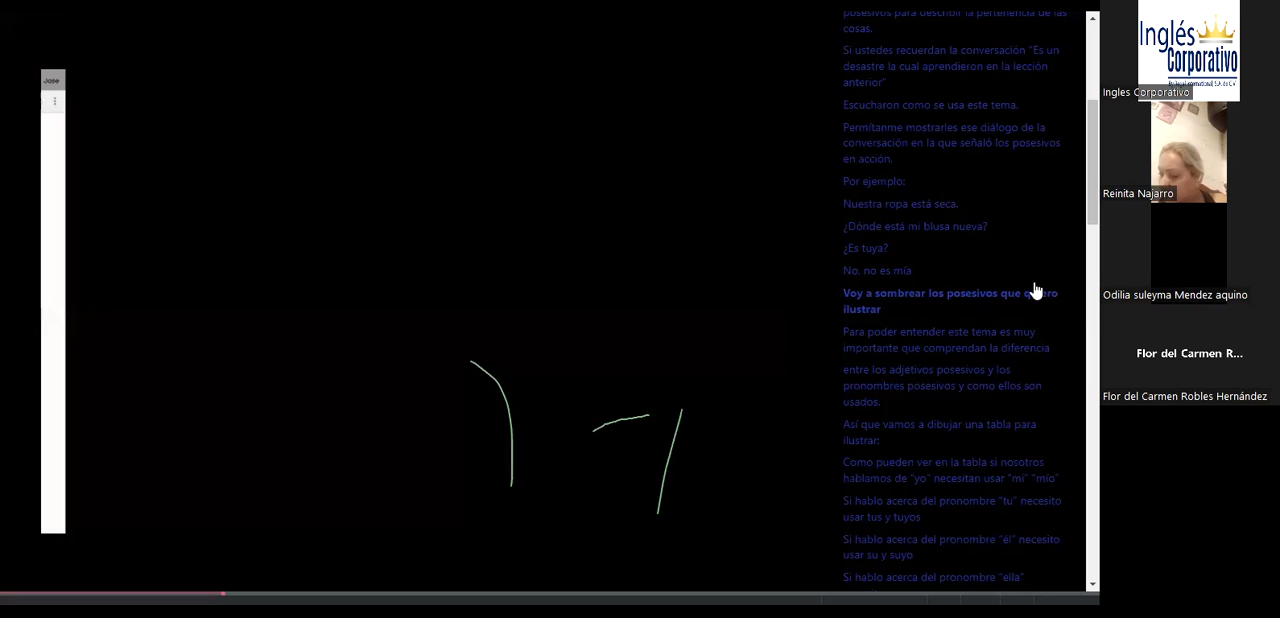 posesivos para describir la pertenencia de las
cosas.
Si ustedes recuerdan la conversación "Es un
desastre la cual aprendieron en la lección
anterior"
Escucharon como se usa este tema.
Permítanme mostrarles ese diálogo de la
conversación en la que señaló los posesivos
en acción.
Por ejemplo:
Nuestra ropa está seca.
¿Dónde está mi blusa nueva?
¿Es tuya?
No, no es mía
Voy a sombrear los posesivos que
ilustrar
Para poder entender este tema es muy
importante que comprendan la diferencia
entre los adjetivos posesivos y los
pronombres posesivos y como ellos son
usados.
Así que vamos a dibujar una tabla para
ilustrar:
Como pueden ver en la tabla si nosotros
hablamos de "yo" necesitan usar "mi" "mío"
Si hablo acerca del pronombre "tu" necesito
usar tus y tuyos
Si hablo acerca del pronombre "él" necesito
usar su y suyo
Si hablo acerca del pronombre "ella"
Jose
Inglés
Corporativo
Ingles Corporativo
Reinita Najarro
Odilia suleyma Mendez aquino
Flor del Carmen R...
Flor del Carmen Robles Hernández